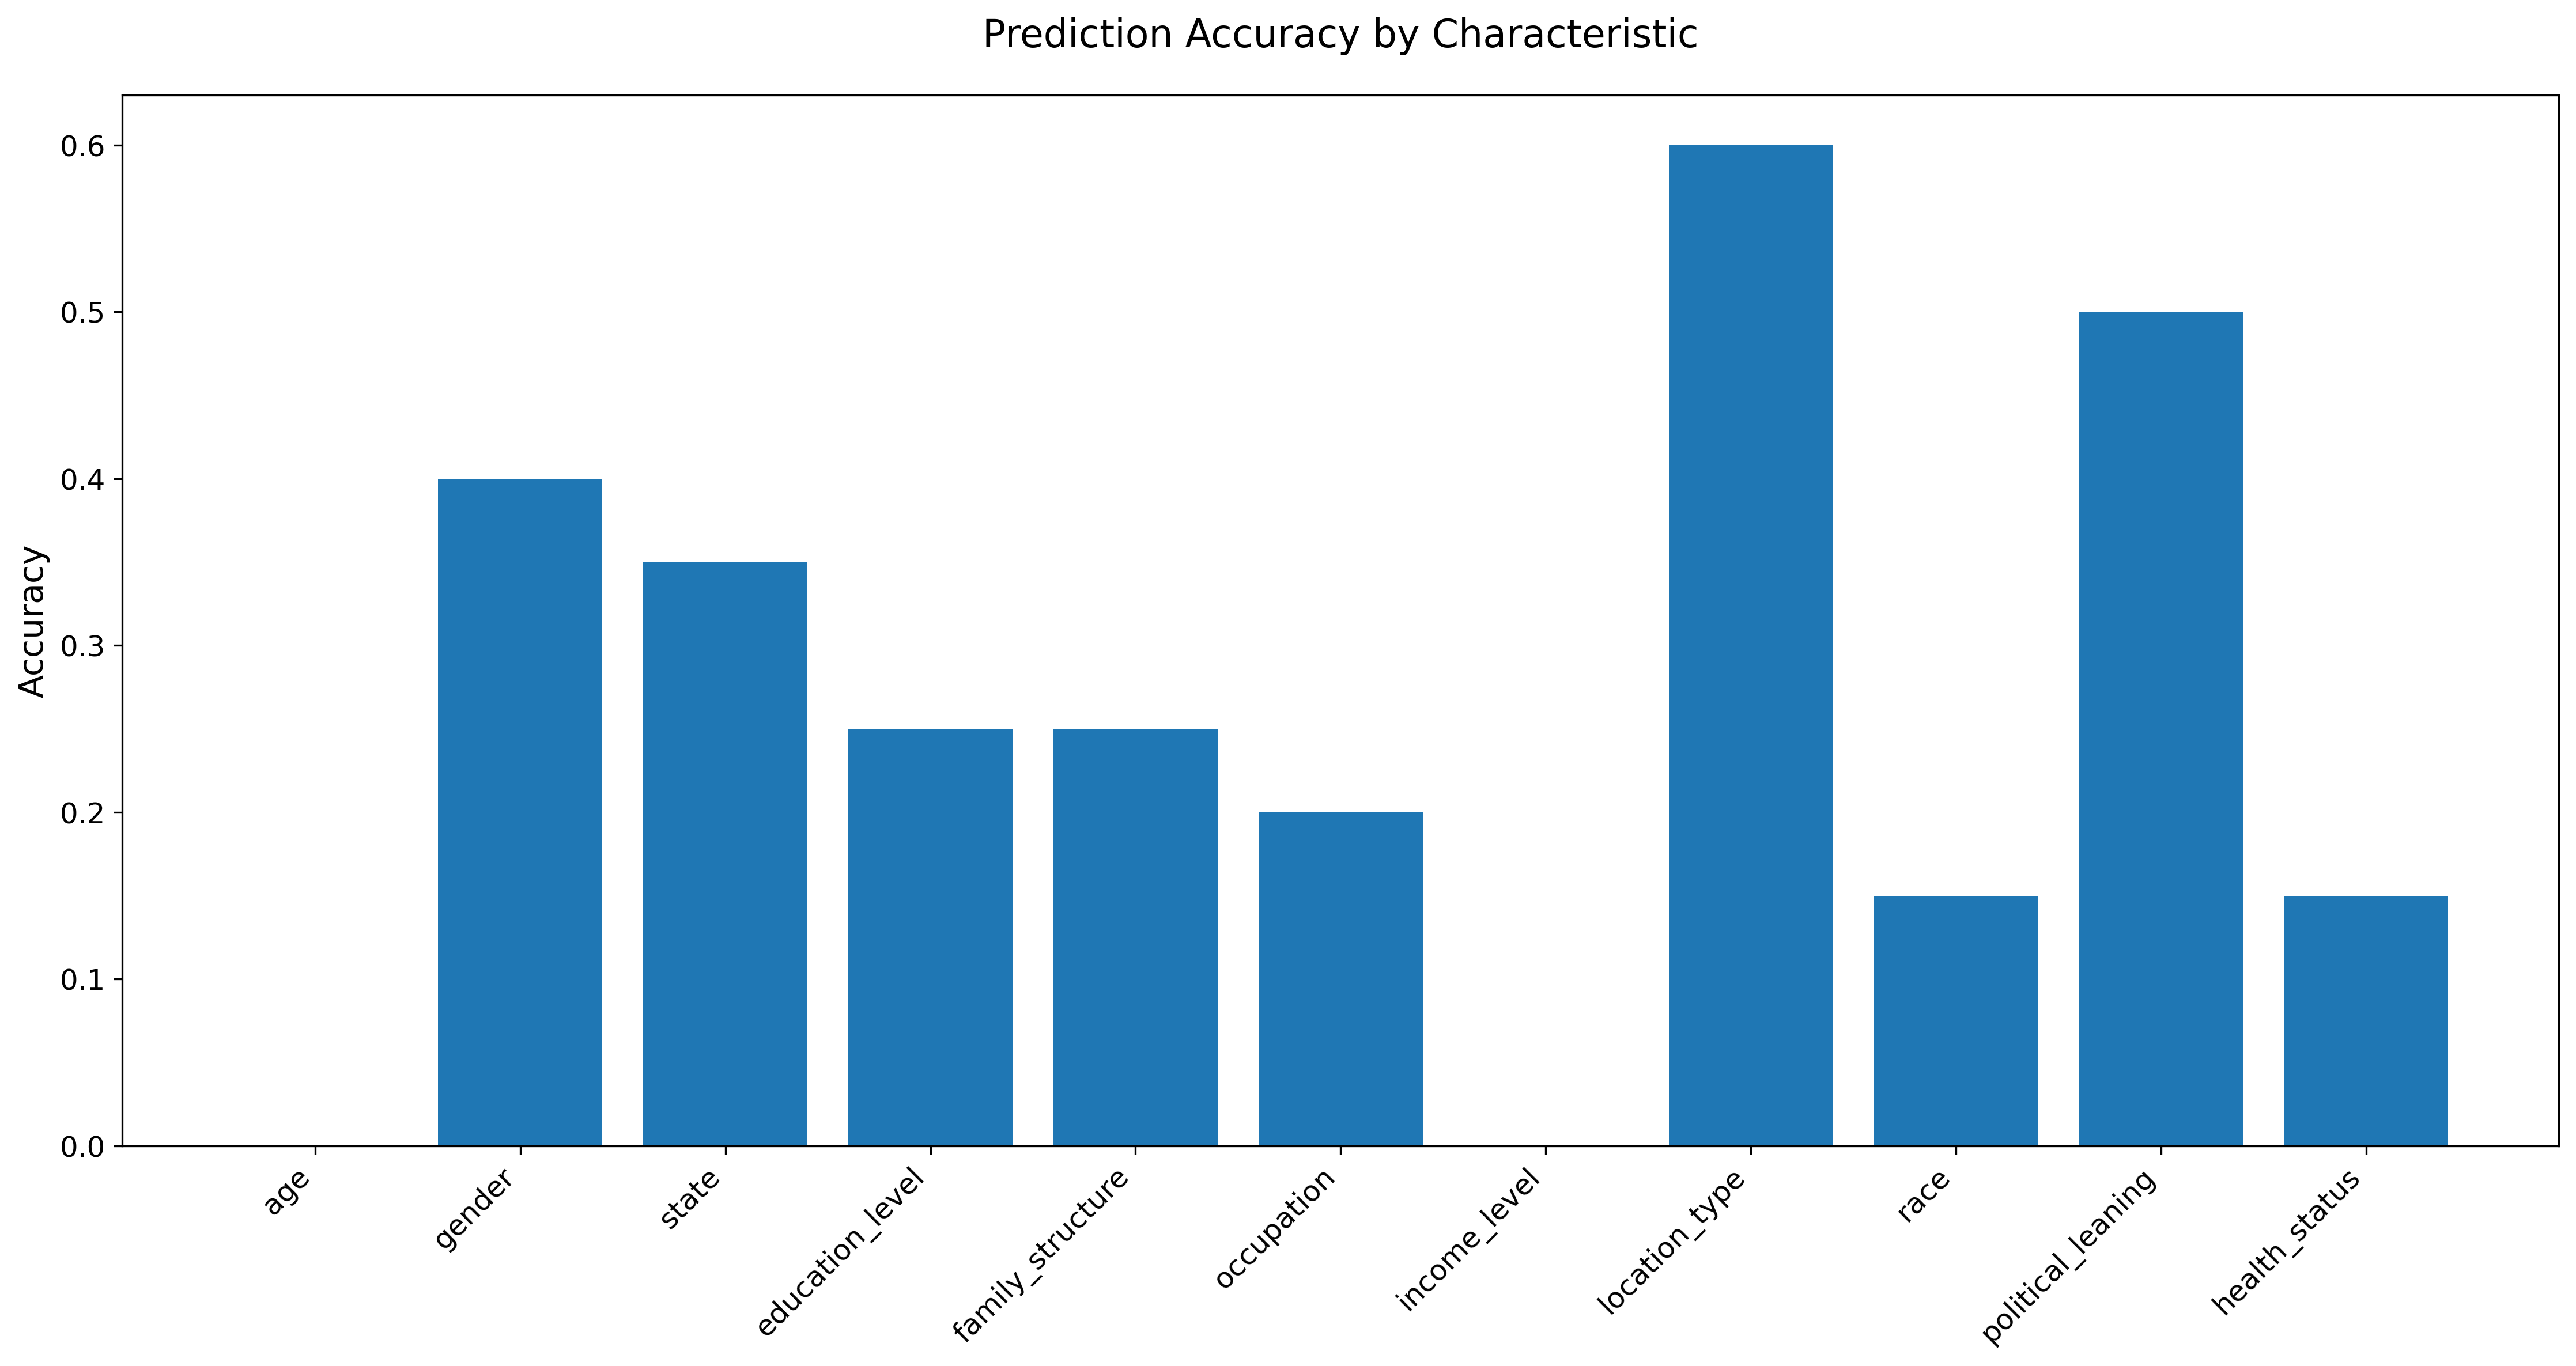 Prediction Accuracy by Characteristic
Accuracy
0.6
0.5
0.4
0.3
0.2
0.1
0.0
age
gender
state
education_level
family_structure
occupation
income_level
location_type
race
political_leaning
health_status